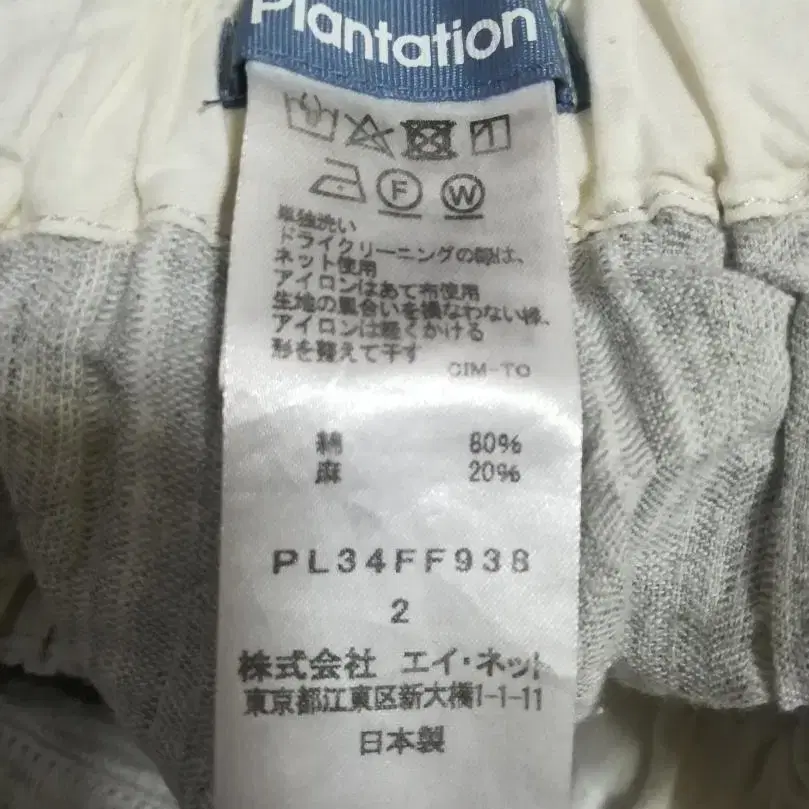 Plantation
F W
単独洗い
ドライクリーニングの際は、
ネット使用
アイロンはあて布使用
生地の風合いを損なわない様、
アイロンは軽くかける
形を整えて干す
CIM-TO
綿 80%
麻 20%
PL34FF938
2
株式会社 エイ・ネット
東京都江東区新大橋1-1-11
日本製